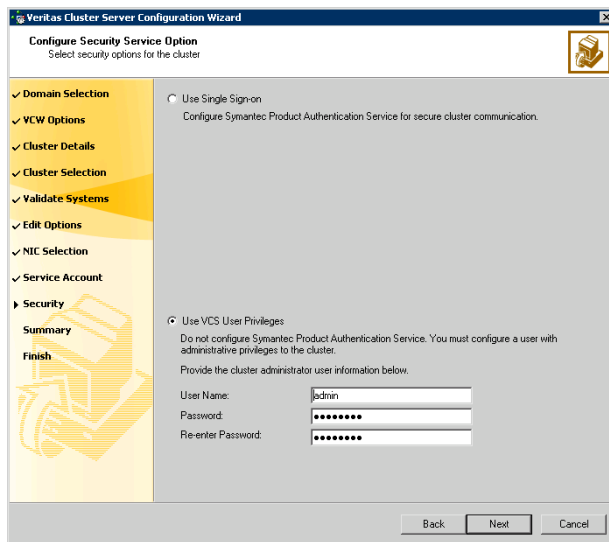 Veritas Cluster Server Configuration Wizard
Configure Security Service Option
Select security options for the cluster
Domain Selection
VCW Options
Cluster Details
Cluster Selection
Validate Systems
Edit Options
NIC Selection
Service Account
Security
Summary
Finish
Use Single Sign-on
Configure Symantec Product Authentication Service for secure cluster communication.
Use VCS User Privileges
Do not configure Symantec Product Authentication Service. You must configure a user with
administrative privileges to the cluster.
Provide the cluster administrator user information below.
User Name: admin
Password: ●●●●●●●●
Re-enter Password: ●●●●●●●●
Back Next Cancel